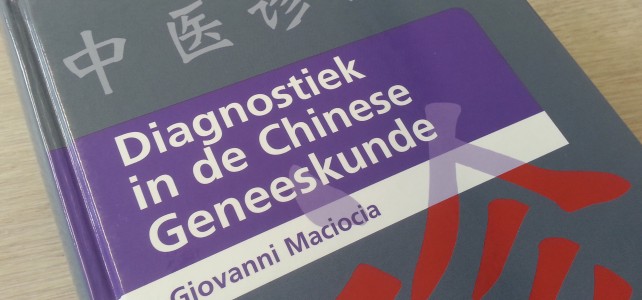 中医诊
Diagnostiek
in de Chinese
Geneeskunde
Giovanni Maciocia